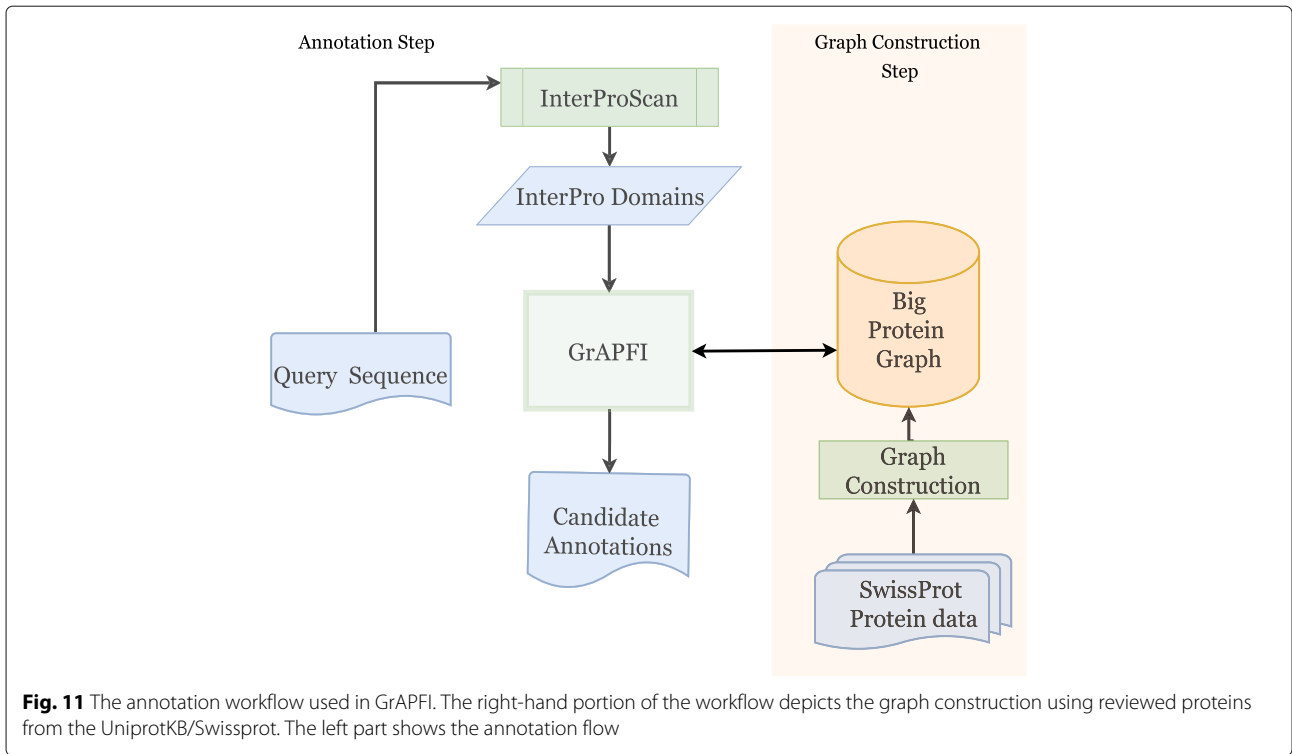 Annotation Step
Graph Construction
Step
InterProScan
InterPro Domains
Query Sequence
GrAPFI
Candidate
Annotations
Big
Protein
Graph
Graph
Construction
SwissProt
Protein data
Fig. 11 The annotation workflow used in GrAPFI. The right-hand portion of the workflow depicts the graph construction using reviewed proteins
from the UniprotKB/Swissprot. The left part shows the annotation flow